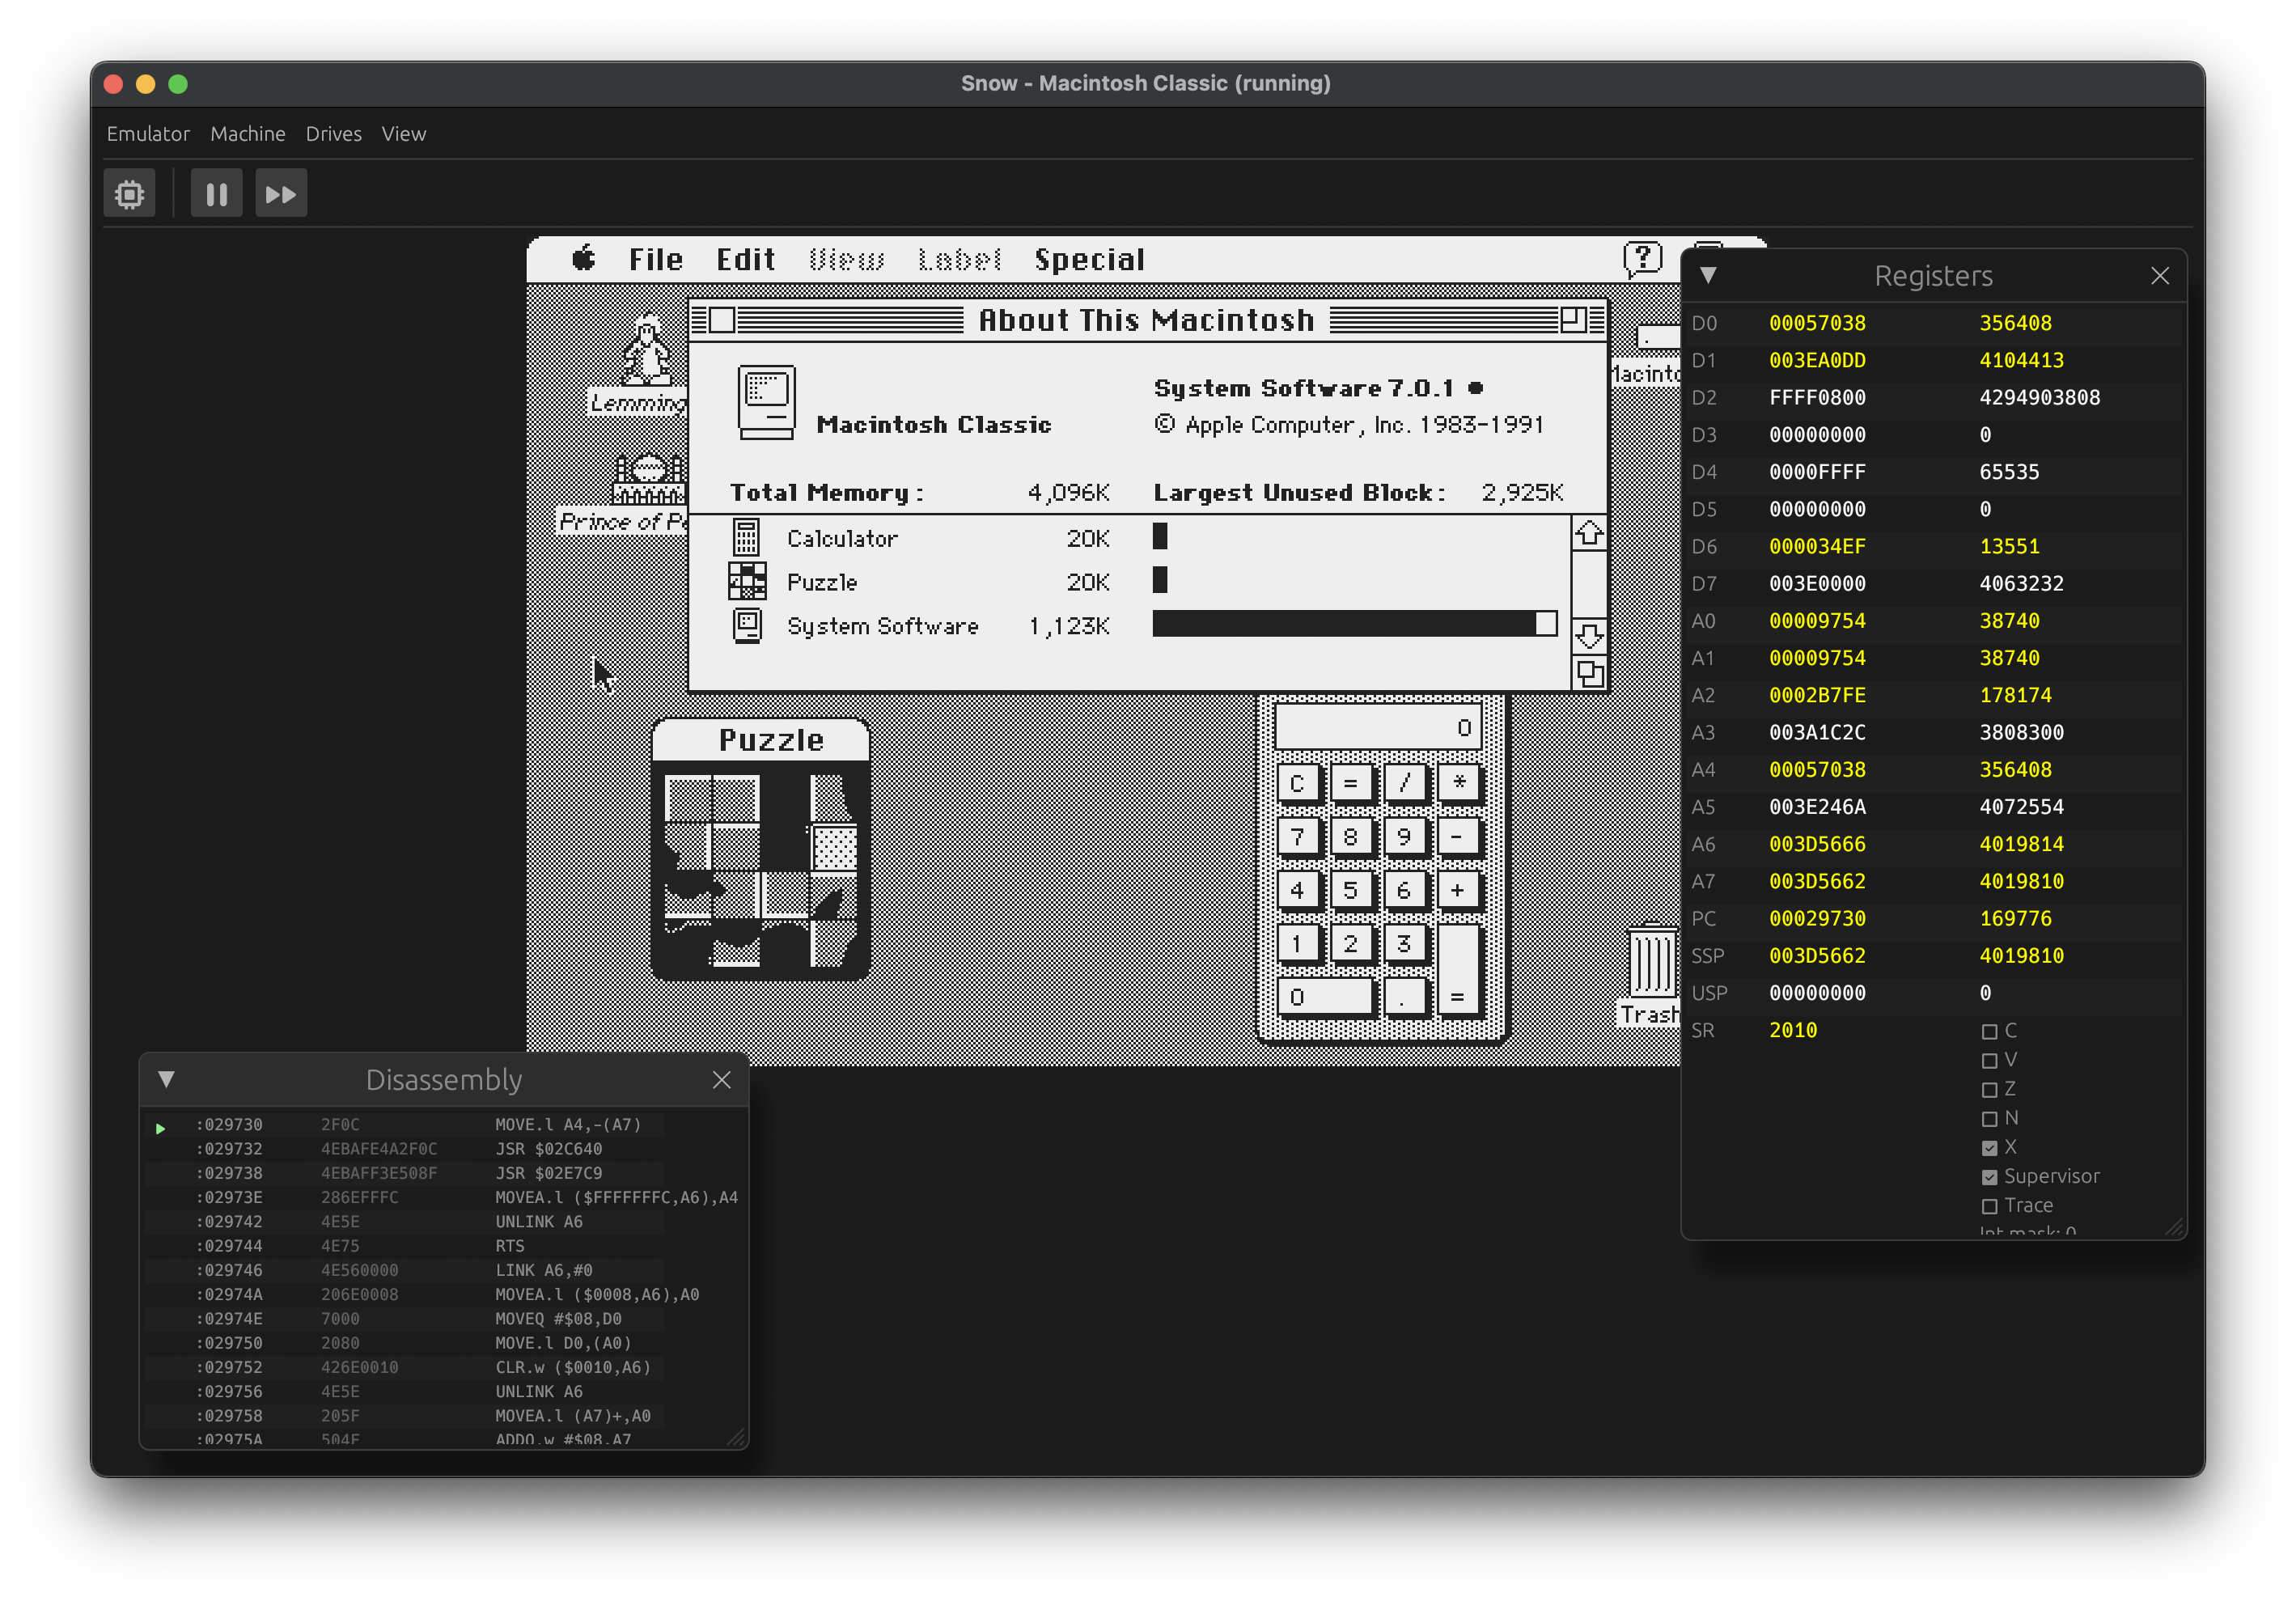 Snow - Macintosh Classic (running)
Emulator Machine Drives View
File Edit View Label Special
?
About This Macintosh
System Software 7.0.1 •
Macintosh Classic
© Apple Computer, Inc. 1983-1991
Total Memory : 4,096K Largest Unused Block : 2,925K
Calculator 20K
Puzzle 20K
System Software 1,123K
Lemming
Prince of Pe
Macinto
Puzzle
0
C = / *
7 8 9 -
4 5 6 +
1 2 3
0 . =
Trash
Registers
D0 00057038 356408
D1 003EA0DD 4104413
D2 FFFF0800 4294903808
D3 00000000 0
D4 0000FFFF 65535
D5 00000000 0
D6 000034EF 13551
D7 003E0000 4063232
A0 00009754 38740
A1 00009754 38740
A2 0002B7FE 178174
A3 003A1C2C 3808300
A4 00057038 356408
A5 003E246A 4072554
A6 003D5666 4019814
A7 003D5662 4019810
PC 00029730 169776
SSP 003D5662 4019810
USP 00000000 0
SR 2010 C
V
Z
N
X
Supervisor
Trace
Int mask: 0
Disassembly
:029730 2F0C MOVE.l A4,-(A7)
:029732 4EBAFE4A2F0C JSR $02C640
:029738 4EBAFF3E508F JSR $02E7C9
:02973E 286EFFFC MOVEA.l ($FFFFFFFC,A6),A4
:029742 4E5E UNLINK A6
:029744 4E75 RTS
:029746 4E560000 LINK A6,#0
:02974A 206E0008 MOVEA.l ($0008,A6),A0
:02974E 7000 MOVEQ #$08,D0
:029750 2080 MOVE.l D0,(A0)
:029752 426E0010 CLR.w ($0010,A6)
:029756 4E5E UNLINK A6
:029758 205F MOVEA.l (A7)+,A0
:02975A 504F ADDQ.w #$08,A7